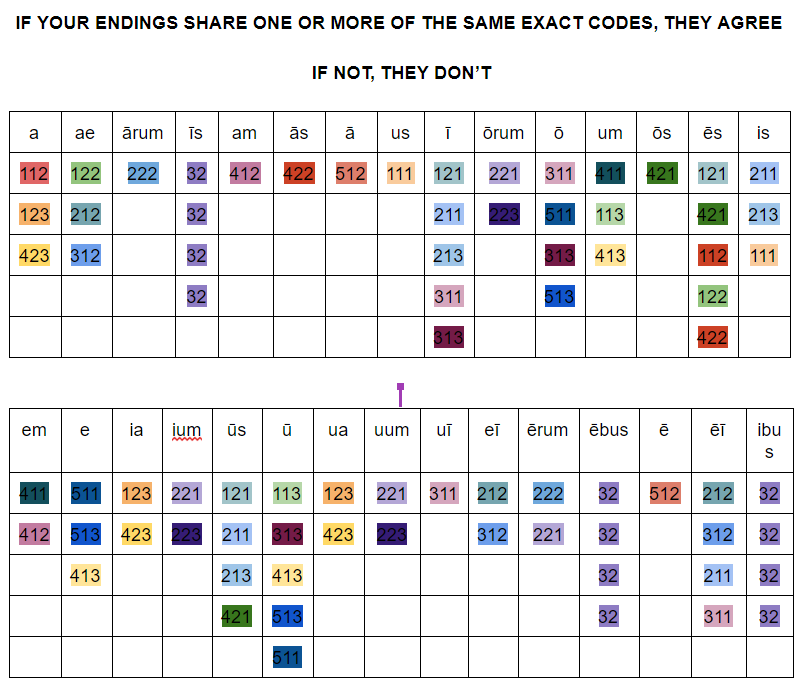 IF YOUR ENDINGS SHARE ONE OR MORE OF THE SAME EXACT CODES, THEY AGREE
IF NOT, THEY DON'T
a ae ārum īs am ās ā us ī ōrum ō um ōs ēs is
112 122 222 32 412 422 512 111 121 221 311 411 421 121 211
123 212 32 211 223 511 113 421 213
423 312 32 213 313 413 112 111
32 311 513 122
313 422
em e ia ium ūs ū ua uum uī eī ērum ēbus ē ēī ibu
s
411 511 123 221 121 113 123 221 311 212 222 32 512 212 32
412 513 423 223 211 313 423 223 312 221 32 312 32
413 213 413 32 211 32
421 513 32 311 32
511